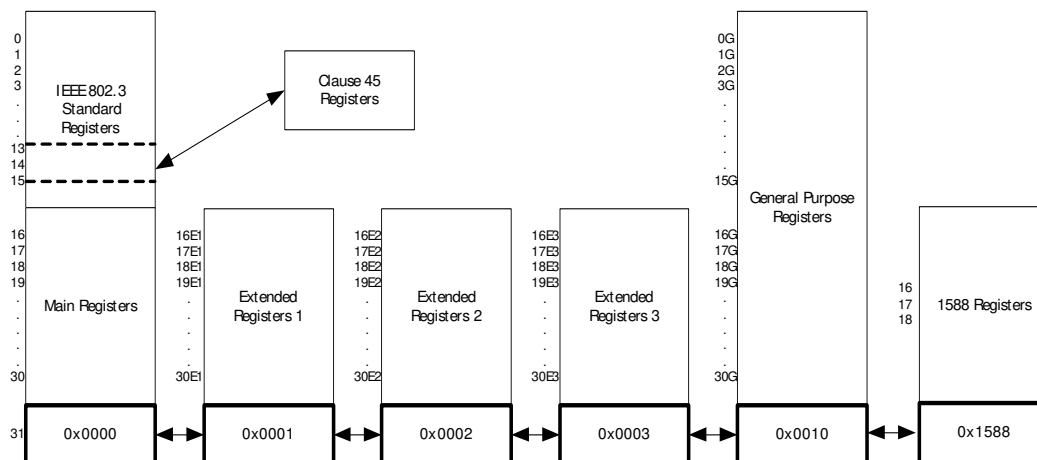 0
1
2
3
.
.
.
13
14
15
IEEE802.3
Standard
Registers
Clause 45
Registers
16
17
18
19
.
.
.
.
.
30
Main Registers
16E1
17E1
18E1
19E1
.
.
.
.
.
30E1
Extended
Registers 1
16E2
17E2
18E2
19E2
.
.
.
.
.
30E2
Extended
Registers 2
16E3
17E3
18E3
19E3
.
.
.
.
.
30E3
Extended
Registers 3
0G
1G
2G
3G
.
.
.
.
.
15G
16G
17G
18G
19G
.
.
.
.
.
30G
General Purpose
Registers
16
17
18
1588 Registers
31
0x0000
0x0001
0x0002
0x0003
0x0010
0x1588